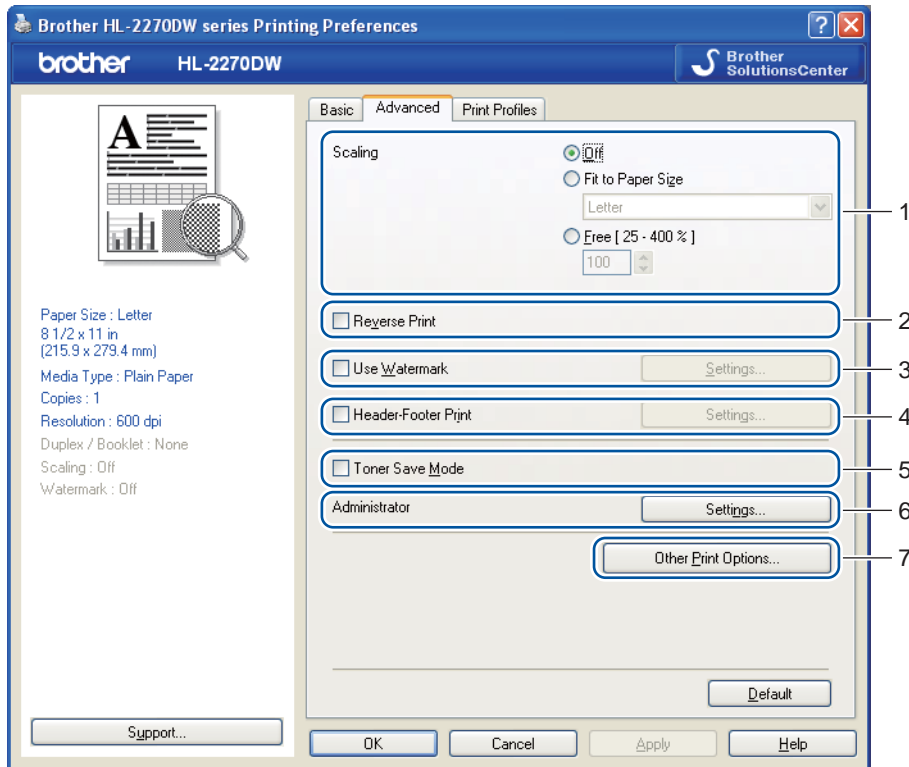 Brother HL-2270DW series Printing Preferences
brother HL-2270DW
Brother
SolutionsCenter
A
Paper Size : Letter
8 1/2 x 11 in
(215.9 x 279.4 mm)
Media Type : Plain Paper
Copies : 1
Resolution : 600 dpi
Duplex / Booklet : None
Scaling : Off
Watermark : Off
Support...
Basic Advanced Print Profiles
Scaling Off
Fit to Paper Size
Letter
1
Free [ 25 - 400 % ]
100
Reverse Print 2
Use Watermark Settings... 3
Header-Footer Print Settings... 4
Toner Save Mode 5
Administrator Settings... 6
Other Print Options... 7
Default
OK Cancel Apply Help